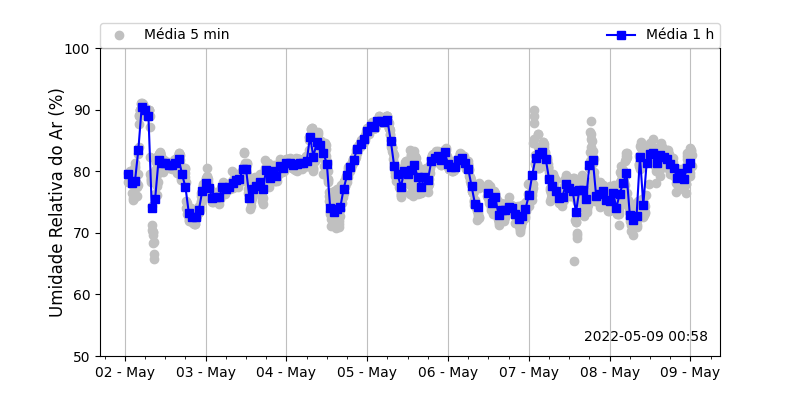 Média 5 min Média 1 h
Umidade Relativa do Ar (%)
100
90
80
70
60
50
2022-05-09 00:58
02 - May 03 - May 04 - May 05 - May 06 - May 07 - May 08 - May 09 - May